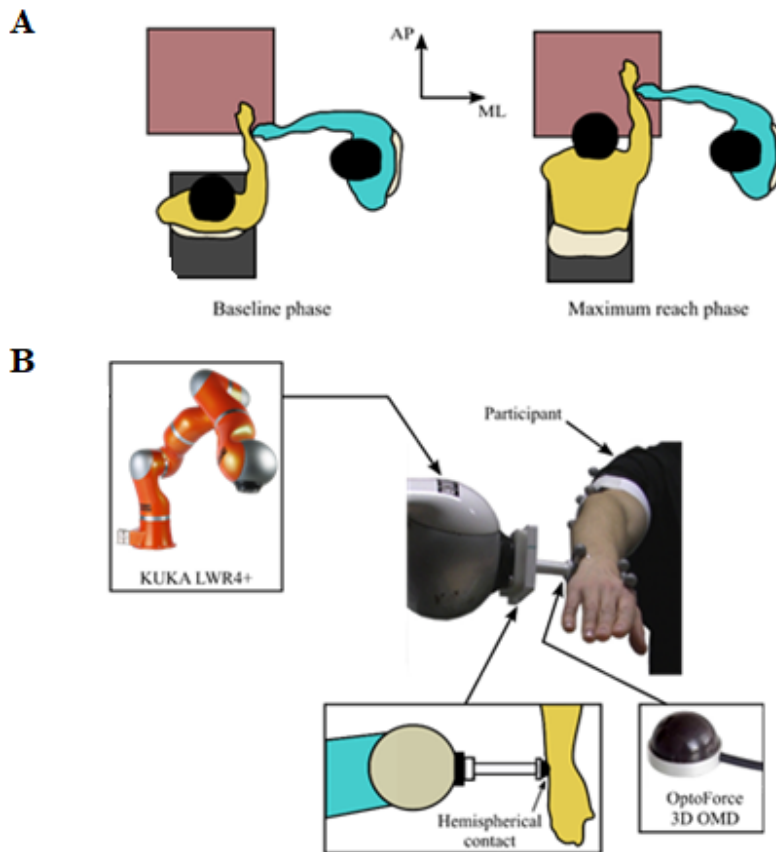 A
AP
ML
Baseline phase
Maximum reach phase
B
Participant
KUKA LWR4+
Hemispherical
contact
OptoForce
3D OMD